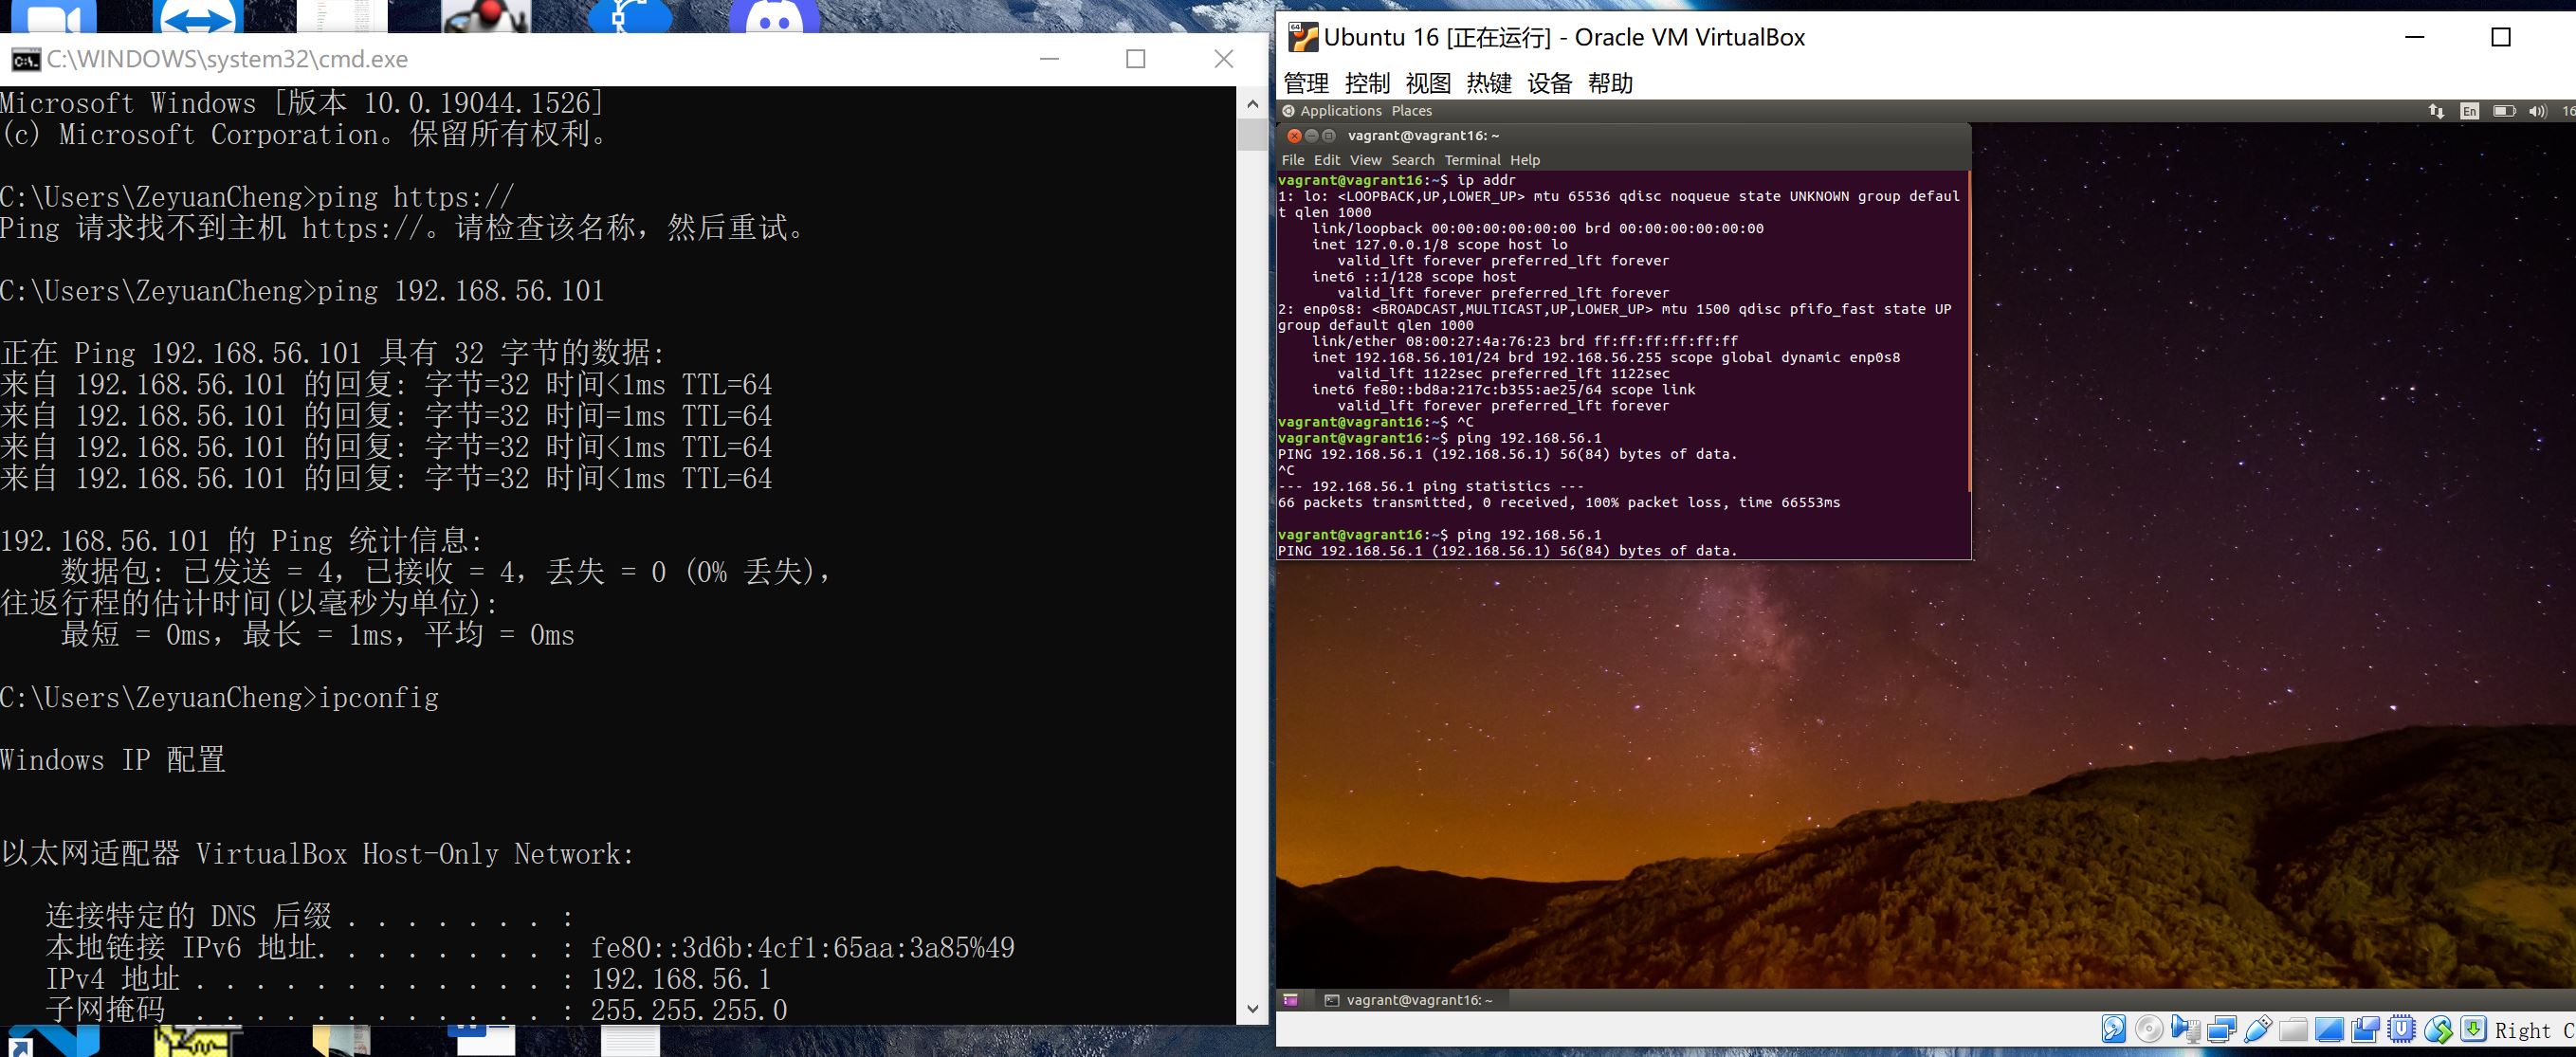 C:\WINDOWS\system32\cmd.exe
Microsoft Windows [版本 10.0.19044.1526]
(c) Microsoft Corporation。保留所有权利。
C:\Users\ZeyuanCheng>ping https://
Ping 请求找不到主机 https://。请检查该名称，然后重试。
C:\Users\ZeyuanCheng>ping 192.168.56.101
正在 Ping 192.168.56.101 具有 32 字节的数据:
来自 192.168.56.101 的回复: 字节=32 时间<1ms TTL=64
来自 192.168.56.101 的回复: 字节=32 时间=1ms TTL=64
来自 192.168.56.101 的回复: 字节=32 时间<1ms TTL=64
来自 192.168.56.101 的回复: 字节=32 时间<1ms TTL=64
192.168.56.101 的 Ping 统计信息:
数据包: 已发送 = 4，已接收 = 4，丢失 = 0 (0% 丢失)，
往返行程的估计时间(以毫秒为单位):
最短 = 0ms，最长 = 1ms，平均 = 0ms
C:\Users\ZeyuanCheng>ipconfig
Windows IP 配置
以太网适配器 VirtualBox Host-Only Network:
连接特定的 DNS 后缀 . . . . . . . :
本地链接 IPv6 地址. . . . . . . . : fe80::3d6b:4cf1:65aa:3a85%49
IPv4 地址 . . . . . . . . . . . . : 192.168.56.1
子网掩码  . . . . . . . . . . . . : 255.255.255.0
Ubuntu 16 [正在运行] - Oracle VM VirtualBox
管理 控制 视图 热键 设备 帮助
Applications Places
En
16
vagrant@vagrant16: ~
File Edit View Search Terminal Help
vagrant@vagrant16:~$ ip addr
1: lo: <LOOPBACK,UP,LOWER_UP> mtu 65536 qdisc noqueue state UNKNOWN group defaul
t qlen 1000
link/loopback 00:00:00:00:00:00 brd 00:00:00:00:00:00
inet 127.0.0.1/8 scope host lo
valid_lft forever preferred_lft forever
inet6 ::1/128 scope host
valid_lft forever preferred_lft forever
2: enp0s8: <BROADCAST,MULTICAST,UP,LOWER_UP> mtu 1500 qdisc pfifo_fast state UP
group default qlen 1000
link/ether 08:00:27:4a:76:23 brd ff:ff:ff:ff:ff:ff
inet 192.168.56.101/24 brd 192.168.56.255 scope global dynamic enp0s8
valid_lft 1122sec preferred_lft 1122sec
inet6 fe80::bd8a:217c:b355:ae25/64 scope link
valid_lft forever preferred_lft forever
vagrant@vagrant16:~$ ^C
vagrant@vagrant16:~$ ping 192.168.56.1
PING 192.168.56.1 (192.168.56.1) 56(84) bytes of data.
^C
--- 192.168.56.1 ping statistics ---
66 packets transmitted, 0 received, 100% packet loss, time 66553ms
vagrant@vagrant16:~$ ping 192.168.56.1
PING 192.168.56.1 (192.168.56.1) 56(84) bytes of data.
vagrant@vagrant16: ~
Right C